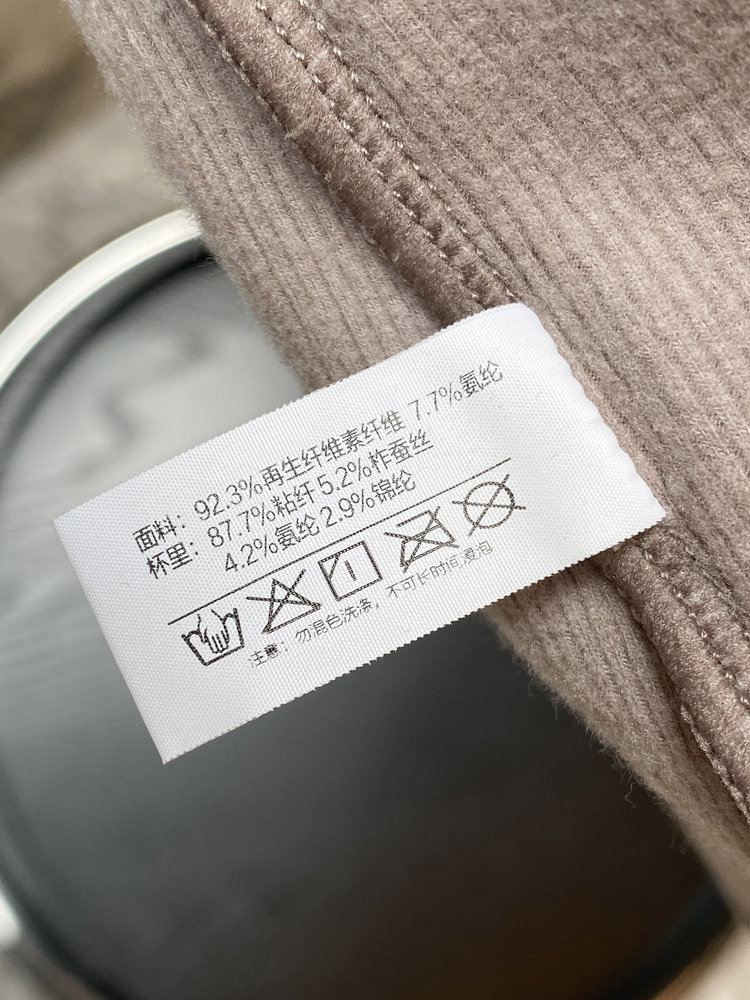 面料：92.3%再生纤维素纤维 7.7%氨纶
杯里：87.7%粘纤 5.2%柞蚕丝
4.2%氨纶 2.9%锦纶
注意：勿混色洗涤，不可长时间浸泡